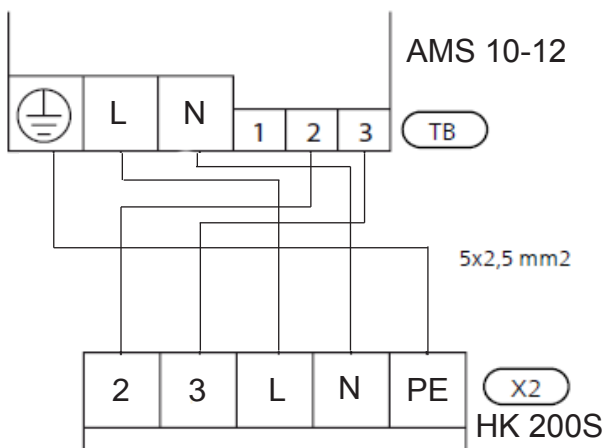 AMS 10-12
L N 1 2 3 TB
5x2,5 mm2
2 3 L N PE X2
HK 200S